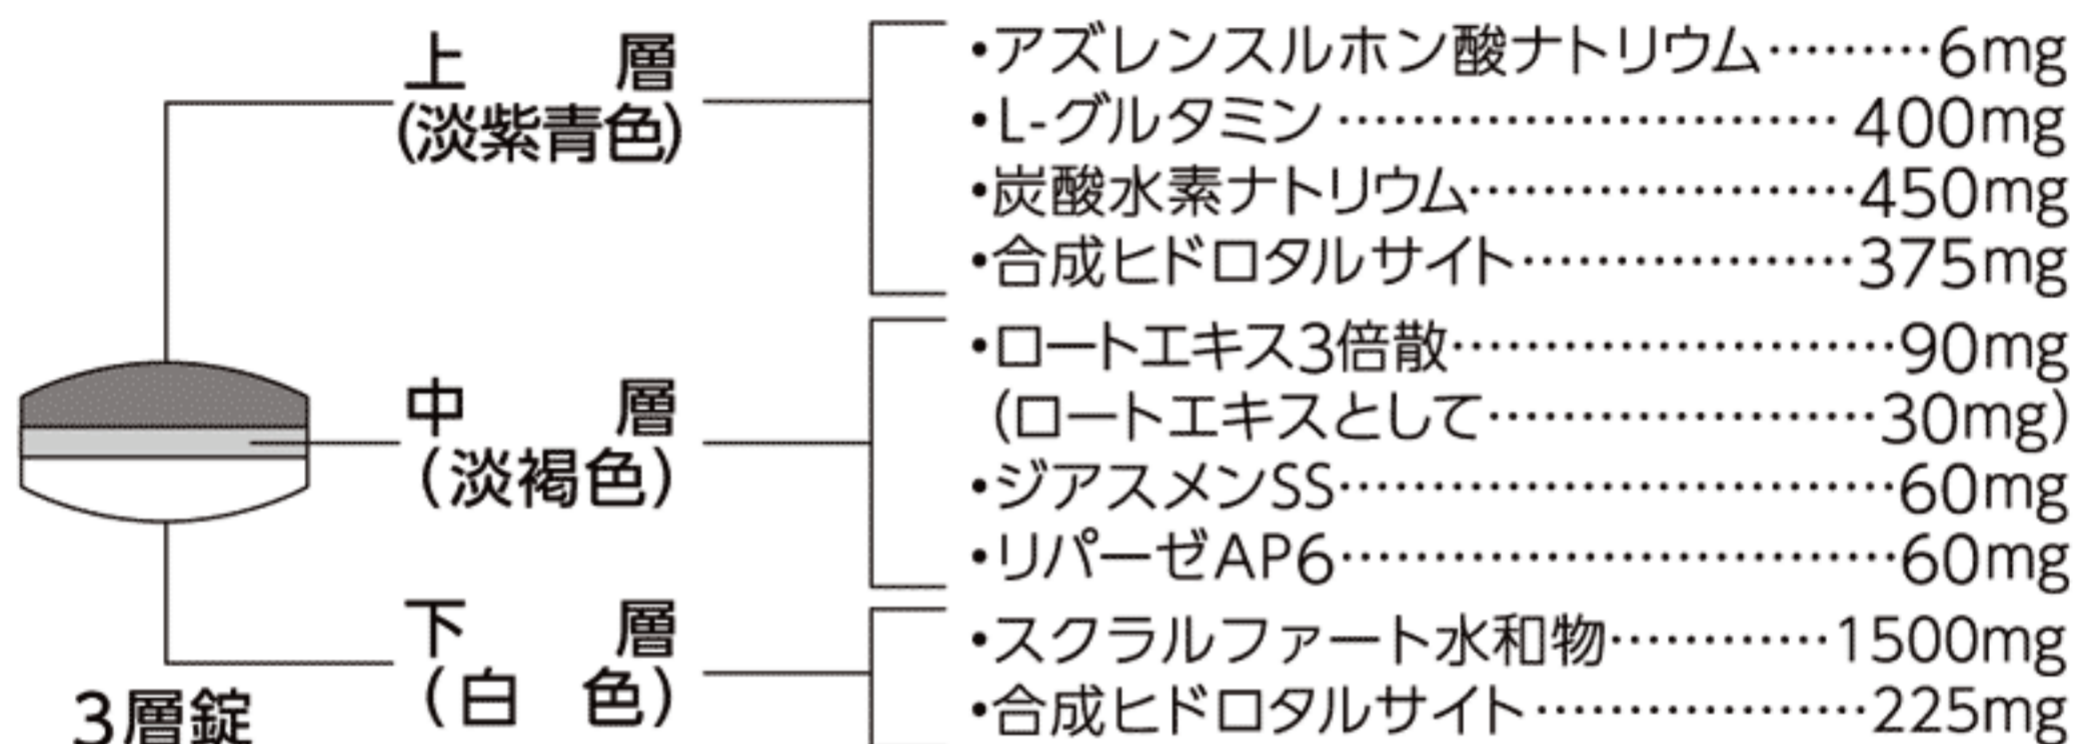 上層
(淡紫青色)
•アズレンスルホン酸ナトリウム………6mg
•L-グルタミン………………………400mg
•炭酸水素ナトリウム…………………450mg
•合成ヒドロタルサイト………………375mg
中層
(淡褐色)
•ロートエキス3倍散……………………90mg
(ロートエキスとして…………………30mg)
•ジアスメンSS…………………………60mg
•リパーゼAP6…………………………60mg
下層
(白色)
•スクラルファート水和物…………1500mg
•合成ヒドロタルサイト………………225mg
3層錠